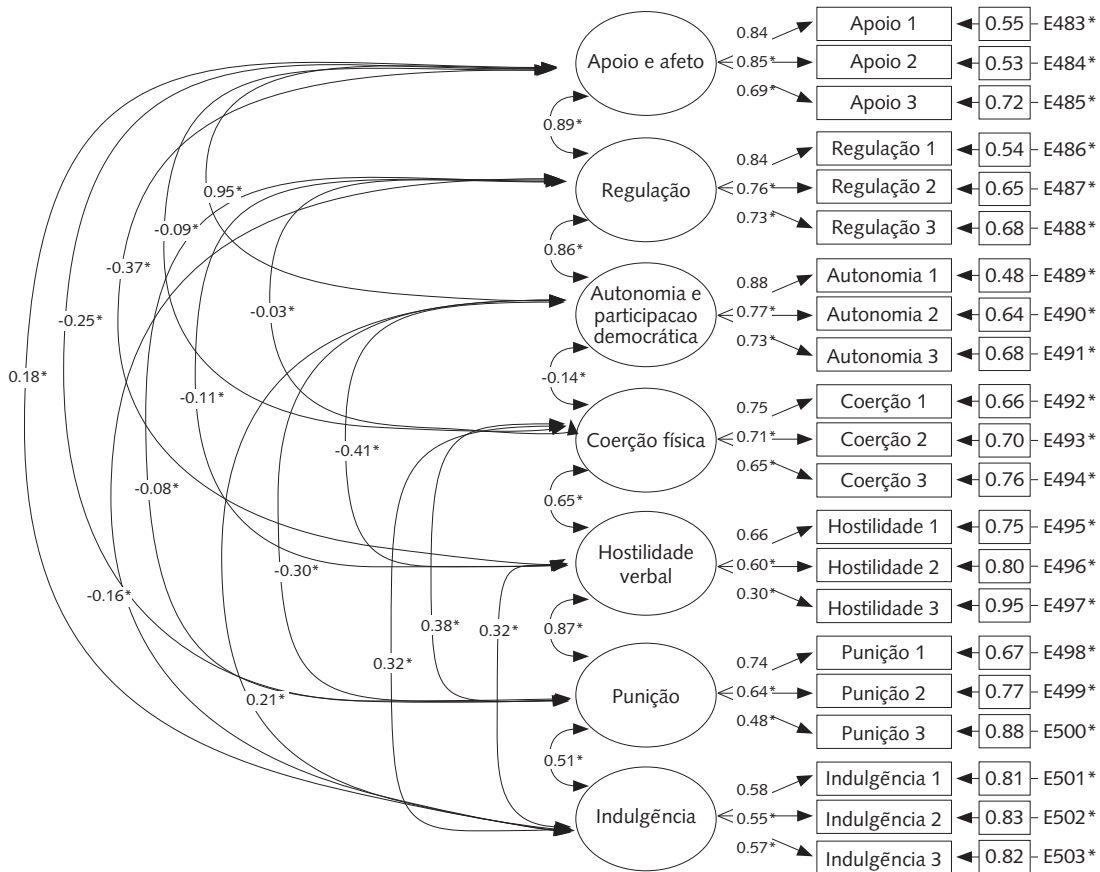 Apoio e afeto
0.84
Apoio 1
0.55
E483*
0.85*
Apoio 2
0.53
E484*
0.69*
Apoio 3
0.72
E485*
0.89*
Regulação
0.84
Regulação 1
0.54
E486*
0.76*
Regulação 2
0.65
E487*
0.73*
Regulação 3
0.68
E488*
0.95*
-0.09*
0.86*
-0.37*
Autonomia e
participacao
democrática
0.88
Autonomia 1
0.48
E489*
0.77*
Autonomia 2
0.64
E490*
0.73*
Autonomia 3
0.68
E491*
-0.03*
-0.25*
0.18*
-0.14*
-0.11*
Coerção física
0.75
Coerção 1
0.66
E492*
0.71*
Coerção 2
0.70
E493*
0.65*
Coerção 3
0.76
E494*
-0.41*
-0.08*
0.65*
Hostilidade
verbal
0.66
Hostilidade 1
0.75
E495*
0.60*
Hostilidade 2
0.80
E496*
0.30*
Hostilidade 3
0.95
E497*
-0.30*
-0.16*
0.38*
0.32*
0.87*
0.32*
Punição
0.74
Punição 1
0.67
E498*
0.64*
Punição 2
0.77
E499*
0.48*
Punição 3
0.88
E500*
0.21*
0.51*
Indulgẽncia
0.58
Indulgẽncia 1
0.81
E501*
0.55*
Indulgẽncia 2
0.83
E502*
0.57*
Indulgẽncia 3
0.82
E503*